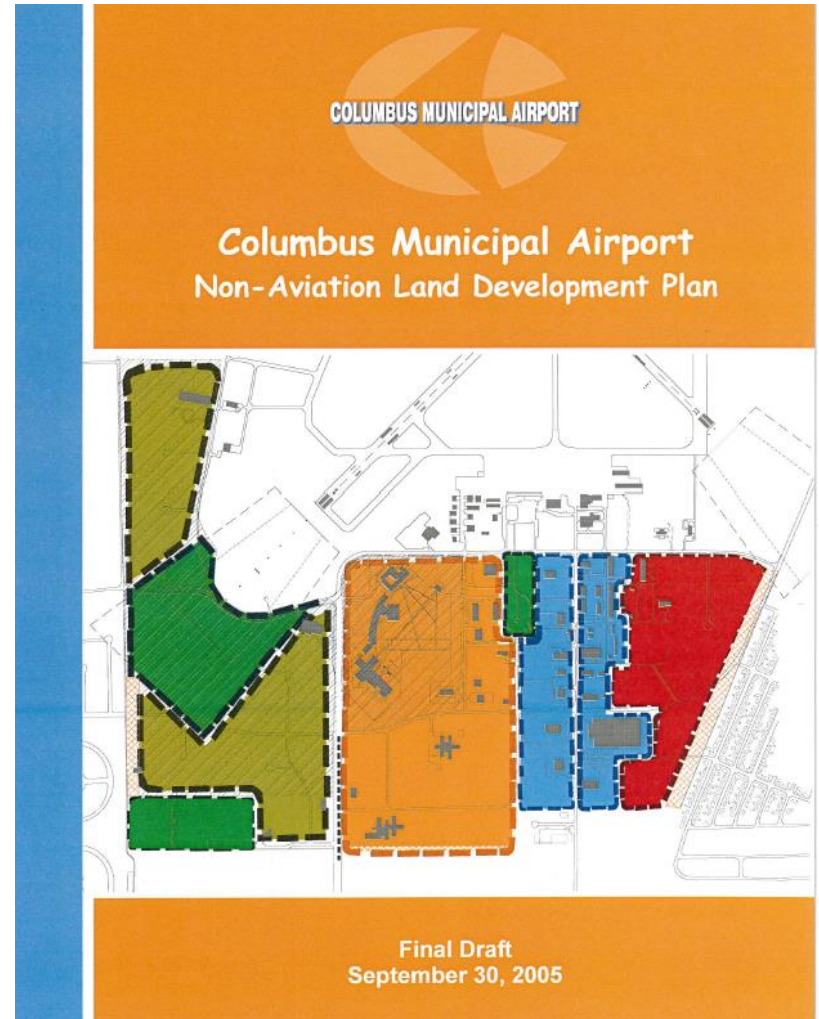 COLUMBUS MUNICIPAL AIRPORT
Columbus Municipal Airport
Non-Aviation Land Development Plan
Final Draft
September 30, 2005